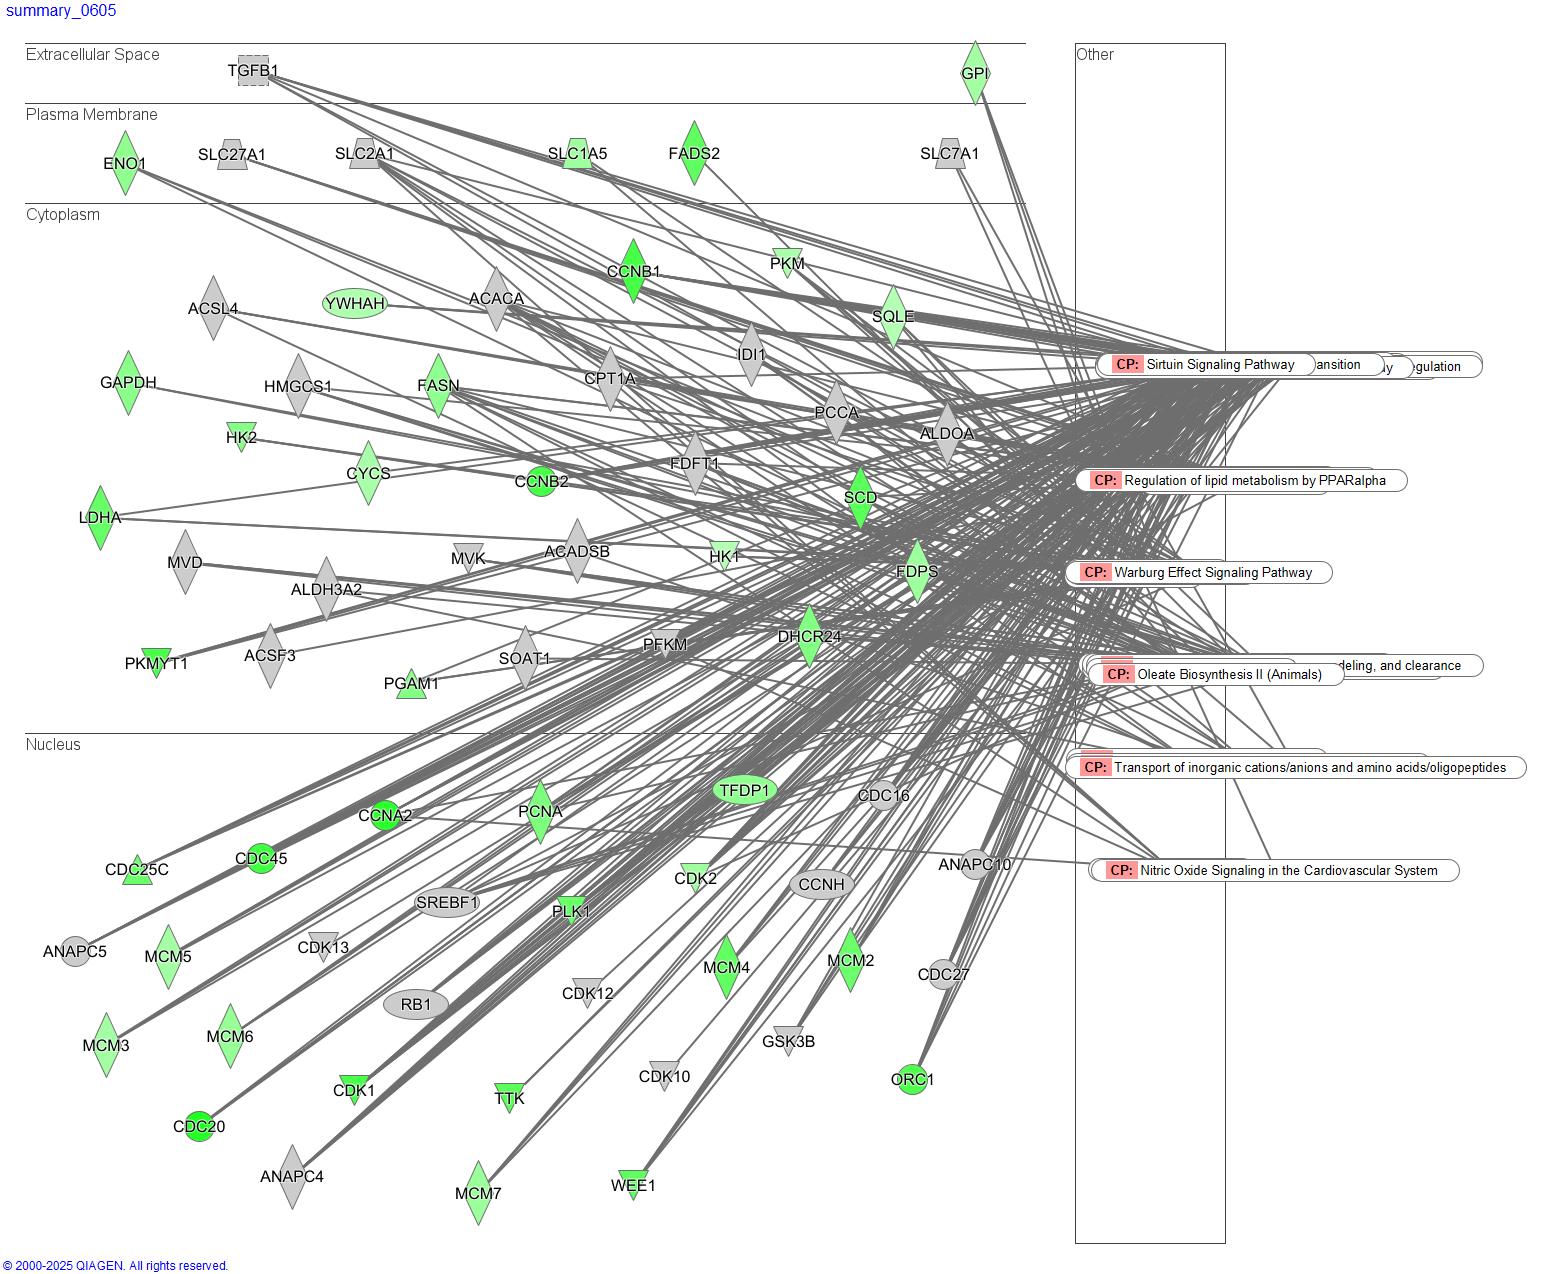 summary_0605
Extracellular Space
Other
TGFB1
GPI
Plasma Membrane
ENO1
SLC27A1
SLC2A1
SLC1A5
FADS2
SLC7A1
Cytoplasm
CCNB1
PKM
ACSL4
YWHAH
ACACA
SQLE
IDI1
GAPDH
HMGCS1
FASN
CPT1A
PCCA
ALDOA
HK2
CYCS
CCNB2
FDFT1
SCD
LDHA
MVD
ALDH3A2
MVK
ACADSB
HK1
FDPS
PKMYT1
ACSF3
PGAM1
SOAT1
PFKM
DHCR24
CP: Sirtuin Signaling Pathway
ansition
egulation
CP: Regulation of lipid metabolism by PPARalpha
CP: Warburg Effect Signaling Pathway
deling, and clearance
CP: Oleate Biosynthesis II (Animals)
CP: Transport of inorganic cations/anions and amino acids/oligopeptides
CP: Nitric Oxide Signaling in the Cardiovascular System
Nucleus
TFDP1
CDC16
CCNA2
PCNA
CDC25C
CDC45
CDK2
CCNH
ANAPC10
SREBF1
PLK1
ANAPC5
MCM5
CDK13
MCM4
MCM2
CDC27
RB1
CDK12
MCM3
MCM6
GSK3B
CDK10
ORC1
CDK1
TTK
CDC20
ANAPC4
MCM7
WEE1
© 2000-2025 QIAGEN. All rights reserved.